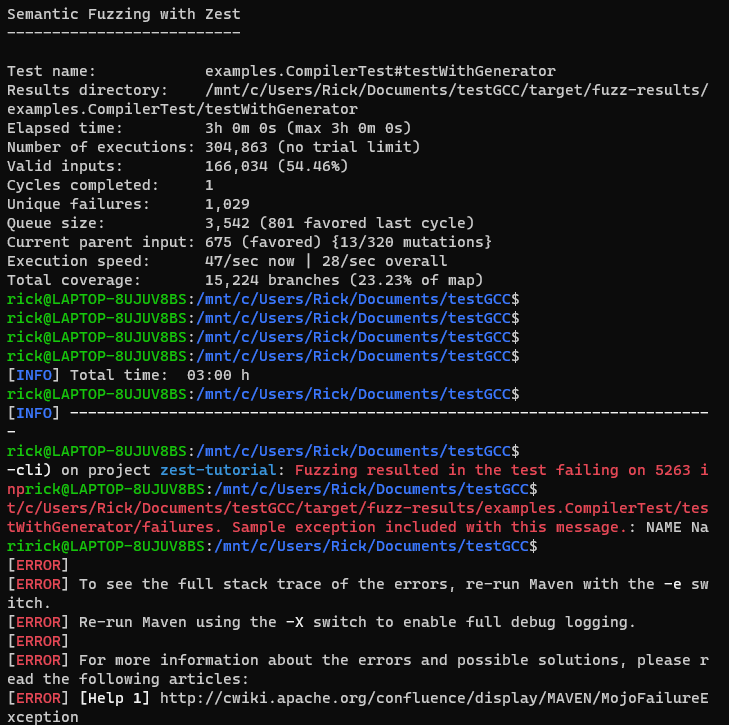 Semantic Fuzzing with Zest
--------------------------
Test name:            examples.CompilerTest#testWithGenerator
Results directory:    /mnt/c/Users/Rick/Documents/testGCC/target/fuzz-results/
examples.CompilerTest/testWithGenerator
Elapsed time:         3h 0m 0s (max 3h 0m 0s)
Number of executions: 304,863 (no trial limit)
Valid inputs:         166,034 (54.46%)
Cycles completed:     1
Unique failures:      1,029
Queue size:           3,542 (801 favored last cycle)
Current parent input: 675 (favored) {13/320 mutations}
Execution speed:      47/sec now | 28/sec overall
Total coverage:       15,224 branches (23.23% of map)
rick@LAPTOP-8UJUV8BS:/mnt/c/Users/Rick/Documents/testGCC$
rick@LAPTOP-8UJUV8BS:/mnt/c/Users/Rick/Documents/testGCC$
rick@LAPTOP-8UJUV8BS:/mnt/c/Users/Rick/Documents/testGCC$
rick@LAPTOP-8UJUV8BS:/mnt/c/Users/Rick/Documents/testGCC$
[INFO] Total time:  03:00 h
rick@LAPTOP-8UJUV8BS:/mnt/c/Users/Rick/Documents/testGCC$
[INFO] -----------------------------------------------------------------------
-
rick@LAPTOP-8UJUV8BS:/mnt/c/Users/Rick/Documents/testGCC$
-cli) on project zest-tutorial: Fuzzing resulted in the test failing on 5263 i
nprick@LAPTOP-8UJUV8BS:/mnt/c/Users/Rick/Documents/testGCC$
t/c/Users/Rick/Documents/testGCC/target/fuzz-results/examples.CompilerTest/tes
tWithGenerator/failures. Sample exception included with this message.: NAME Na
ririck@LAPTOP-8UJUV8BS:/mnt/c/Users/Rick/Documents/testGCC$
[ERROR]
[ERROR] To see the full stack trace of the errors, re-run Maven with the -e sw
itch.
[ERROR] Re-run Maven using the -X switch to enable full debug logging.
[ERROR]
[ERROR] For more information about the errors and possible solutions, please r
ead the following articles:
[ERROR] [Help 1] http://cwiki.apache.org/confluence/display/MAVEN/MojoFailureE
xception